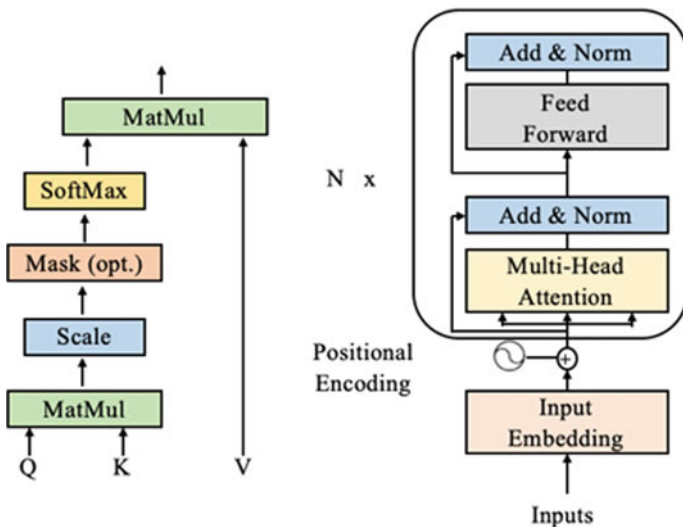 MatMul
SoftMax
Mask (opt.)
Scale
MatMul
Q K V
Add & Norm
Feed
Forward
N x
Add & Norm
Multi-Head
Attention
Positional
Encoding
+
Input
Embedding
Inputs